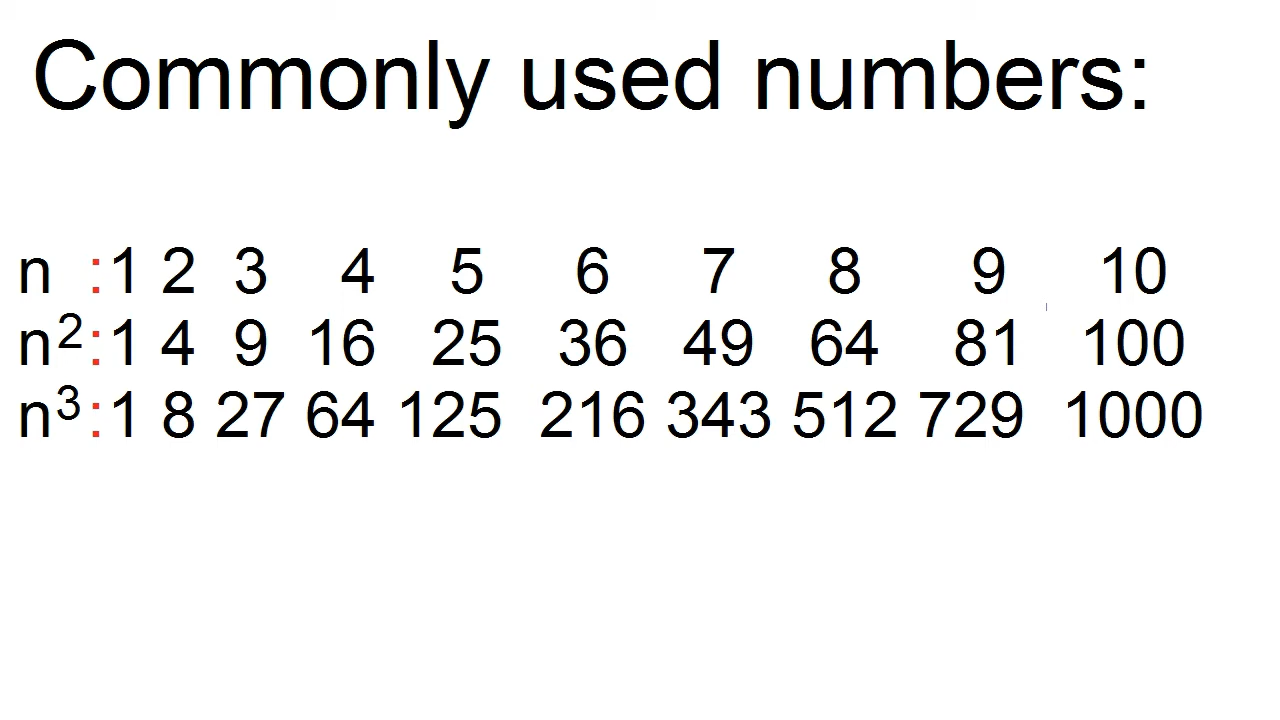 Commonly used numbers:
n :1 2 3 4 5 6 7 8 9 10
n²:1 4 9 16 25 36 49 64 81 100
n³:1 8 27 64 125 216 343 512 729 1000